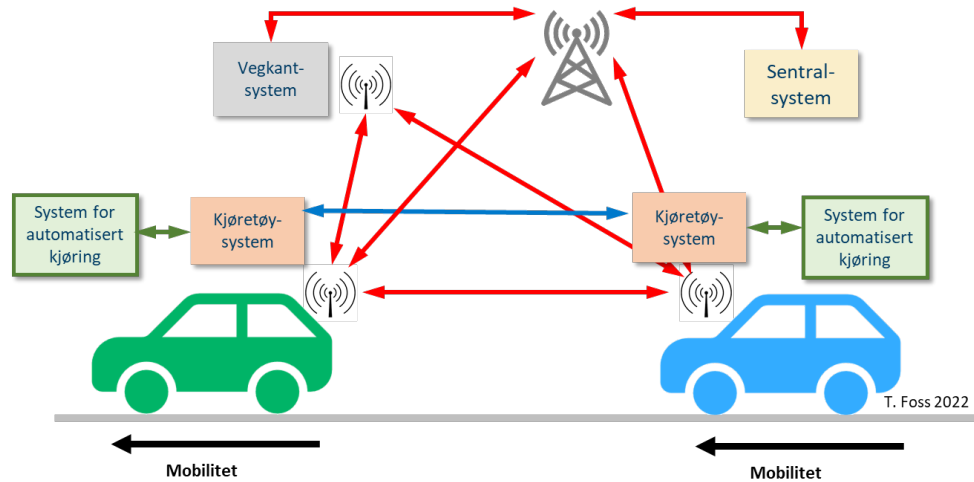 Vegkant-
system
Sentral-
system
System for
automatisert
kjøring
Kjøretøy-
system
Kjøretøy-
system
System for
automatisert
kjøring
T. Foss 2022
Mobilitet
Mobilitet